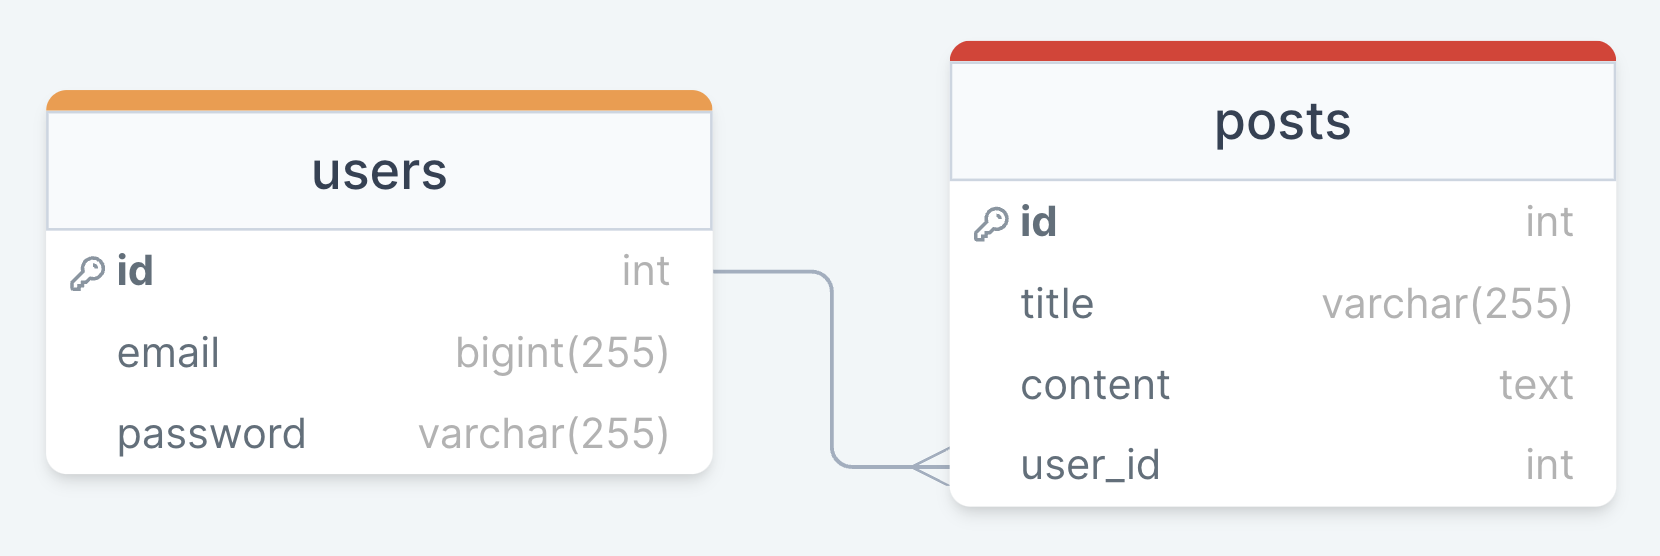 users
id int
email bigint(255)
password varchar(255)
posts
id int
title varchar(255)
content text
user_id int